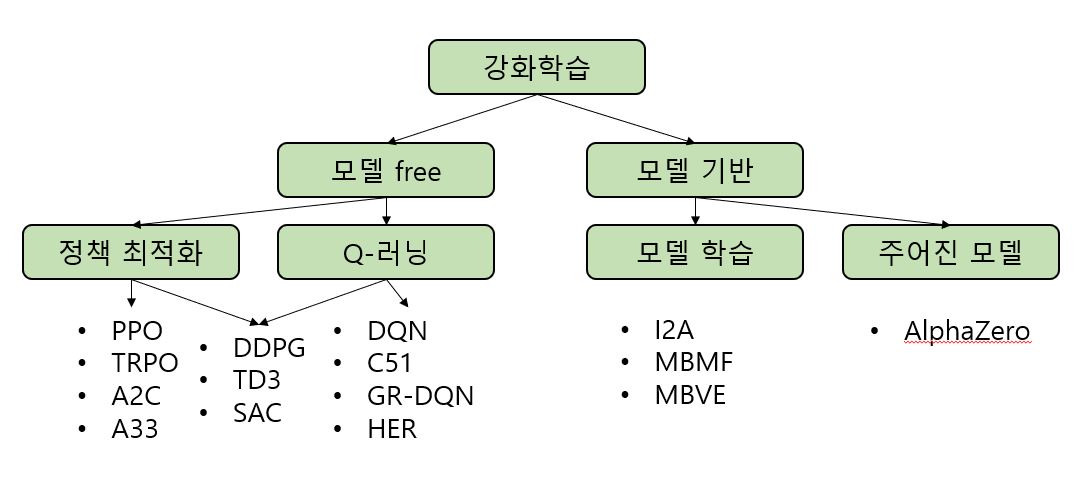 강화학습
모델 free
모델 기반
정책 최적화
Q-러닝
모델 학습
주어진 모델
• PPO
• TRPO
• A2C
• A33
• DDPG
• TD3
• SAC
• DQN
• C51
• GR-DQN
• HER
• I2A
• MBMF
• MBVE
• AlphaZero